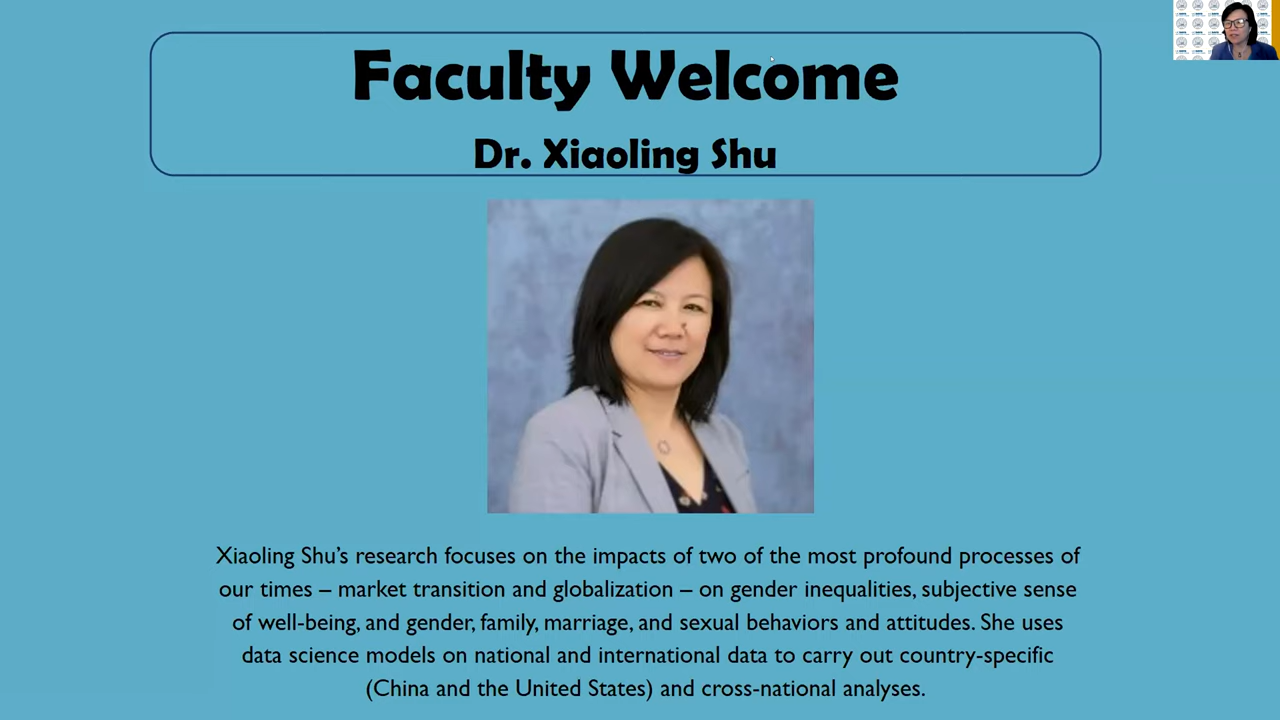 Faculty Welcome
Dr. Xiaoling Shu
Xiaoling Shu’s research focuses on the impacts of two of the most profound processes of
our times – market transition and globalization – on gender inequalities, subjective sense
of well-being, and gender, family, marriage, and sexual behaviors and attitudes. She uses
data science models on national and international data to carry out country-specific
(China and the United States) and cross-national analyses.